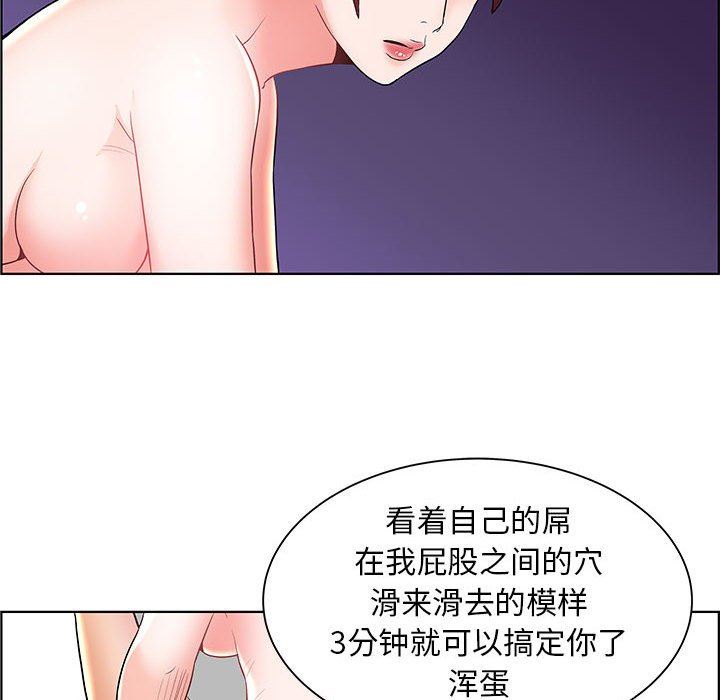 看着自己的屌
在我屁股之间的穴
滑来滑去的模样
3分钟就可以搞定你了
浑蛋